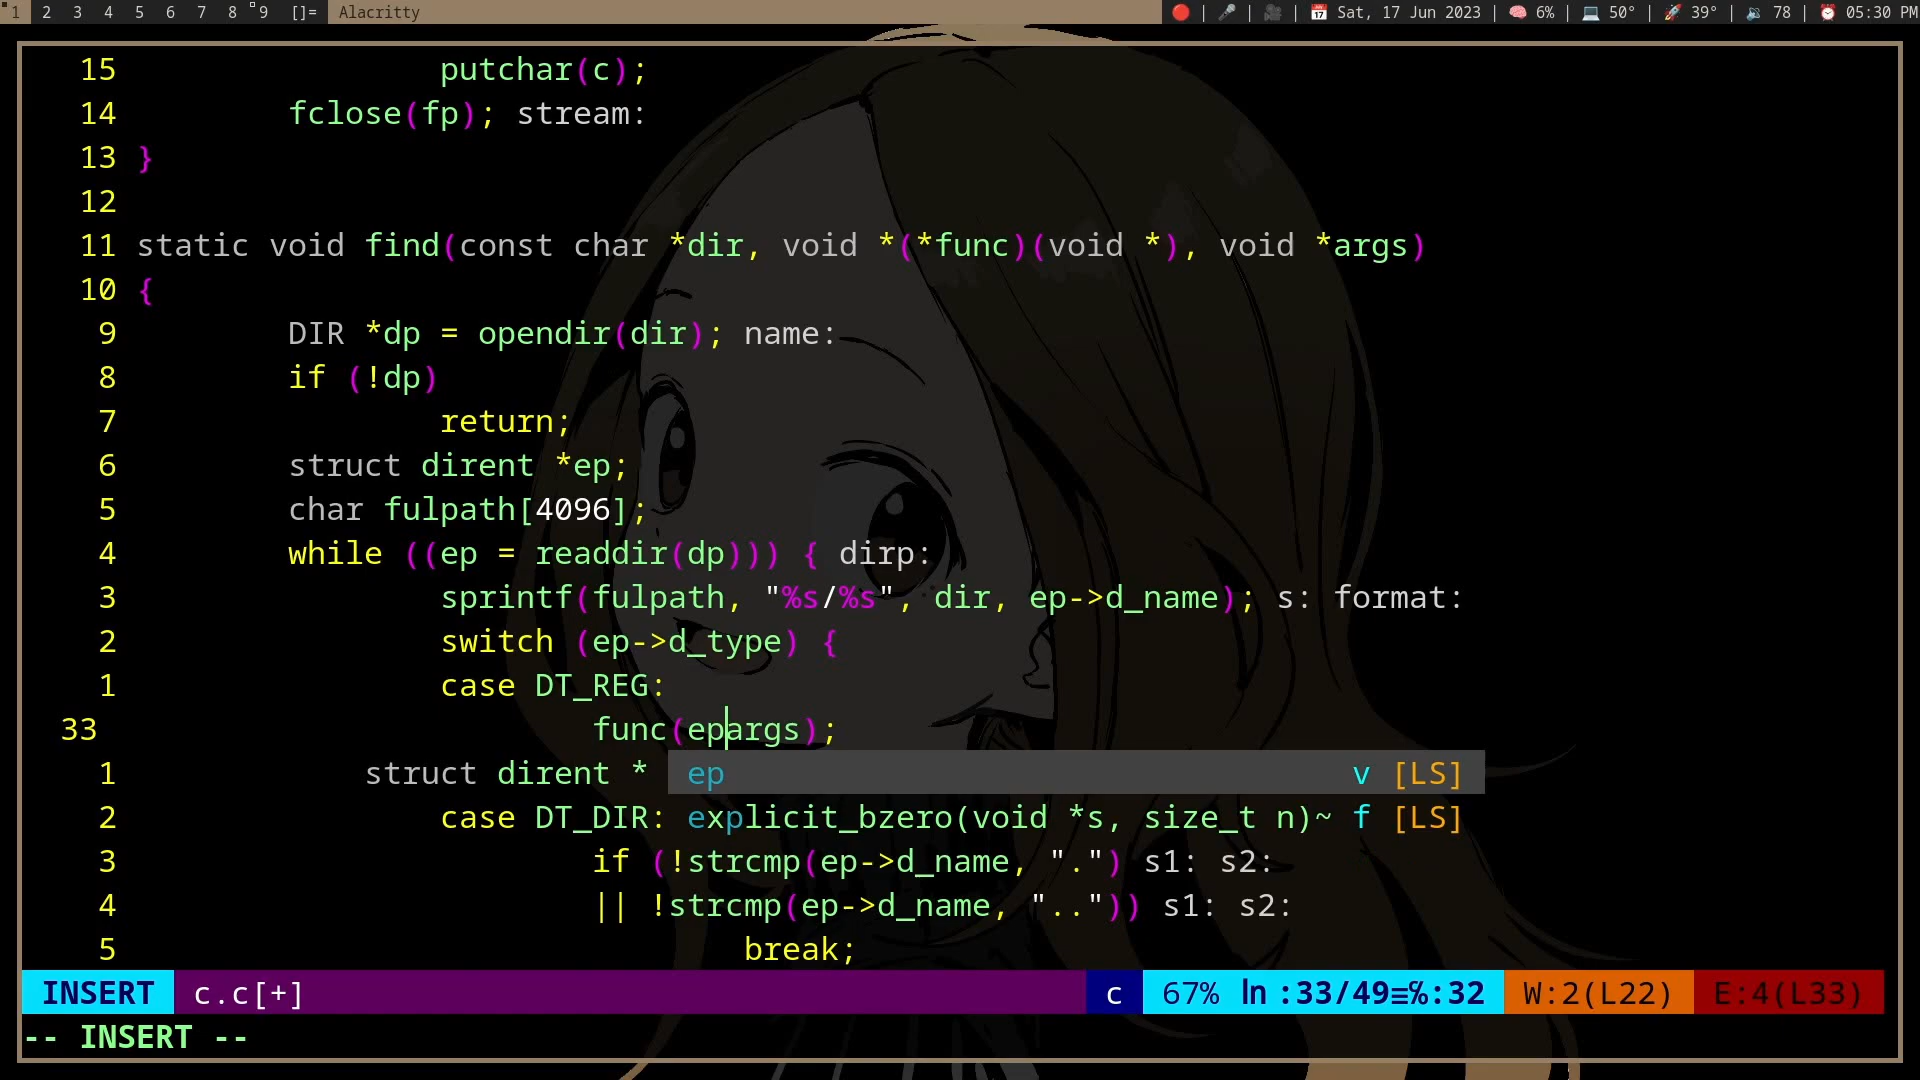 1 2 3 4 5 6 7 8 9 []= Alacritty | | | Sat, 17 Jun 2023 | 6% | 50° | 39° | 78 | 05:30 PM
15 putchar(c);
14 fclose(fp); stream:
13 }
12
11 static void find(const char *dir, void *(*func)(void *), void *args)
10 {
9 DIR *dp = opendir(dir); name:
8 if (!dp)
7 return;
6 struct dirent *ep;
5 char fulpath[4096];
4 while ((ep = readdir(dp))) { dirp:
3 sprintf(fulpath, "%s/%s", dir, ep->d_name); s: format:
2 switch (ep->d_type) {
1 case DT_REG:
33 func(epargs);
1 struct dirent * ep v [LS]
2 case DT_DIR: explicit_bzero(void *s, size_t n)~ f [LS]
3 if (!strcmp(ep->d_name, ".") s1: s2:
4 || !strcmp(ep->d_name, "..")) s1: s2:
5 break;
INSERT c.c[+] c 67% ln :33/49≡℅:32 W:2(L22) E:4(L33)
-- INSERT --